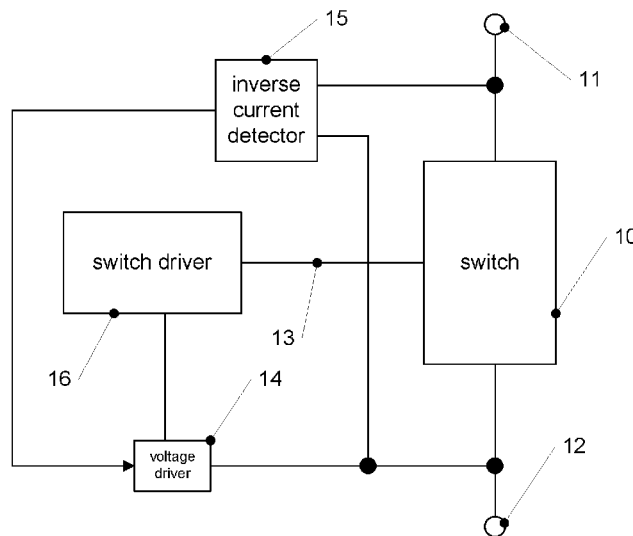 15
inverse
current
detector
11
switch driver
switch
10
13
16
14
voltage
driver
12